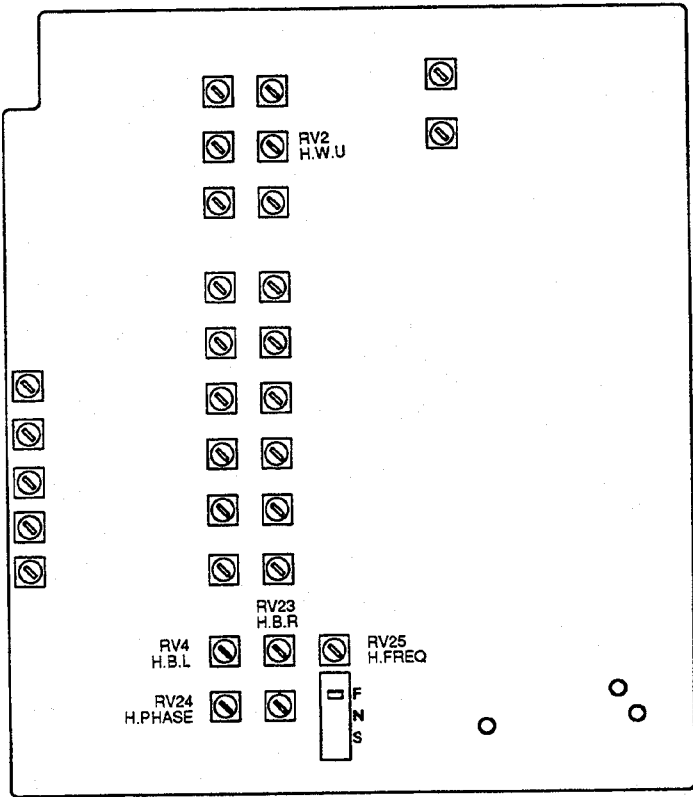 RV2
H.W.U
RV23
H.B.R
RV4
H.B.L
RV25
H.FREQ
RV24
H.PHASE
F
N
S